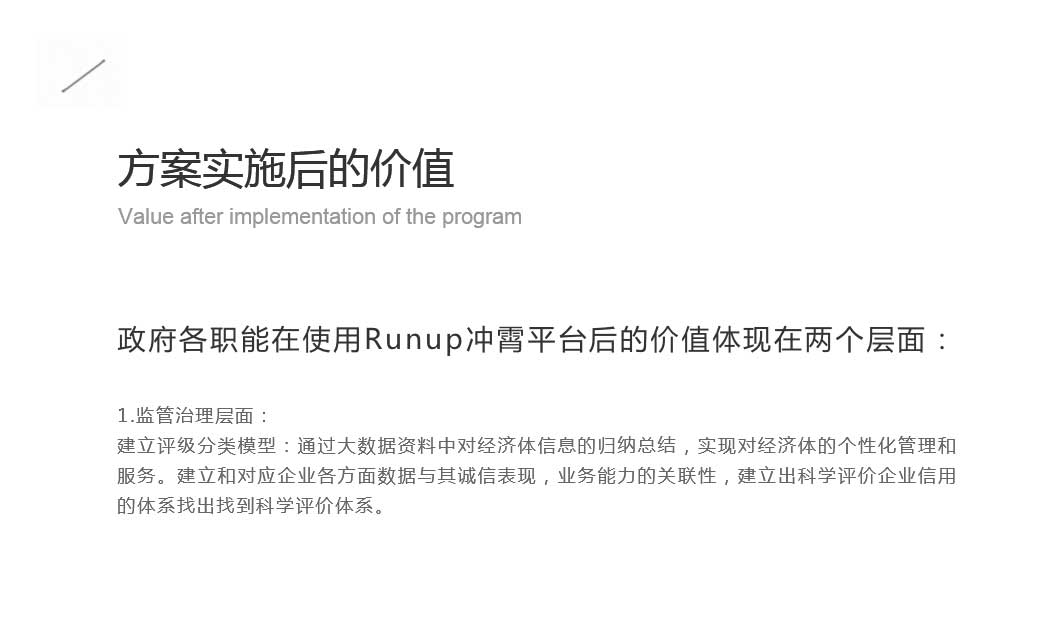 方案实施后的价值
Value after implementation of the program
政府各职能在使用Runup冲霄平台后的价值体现在两个层面：
1.监管治理层面：
建立评级分类模型：通过大数据资料中对经济体信息的归纳总结，实现对经济体的个性化管理和
服务。建立和对应企业各方面数据与其诚信表现，业务能力的关联性，建立出科学评价企业信用
的体系找出找到科学评价体系。